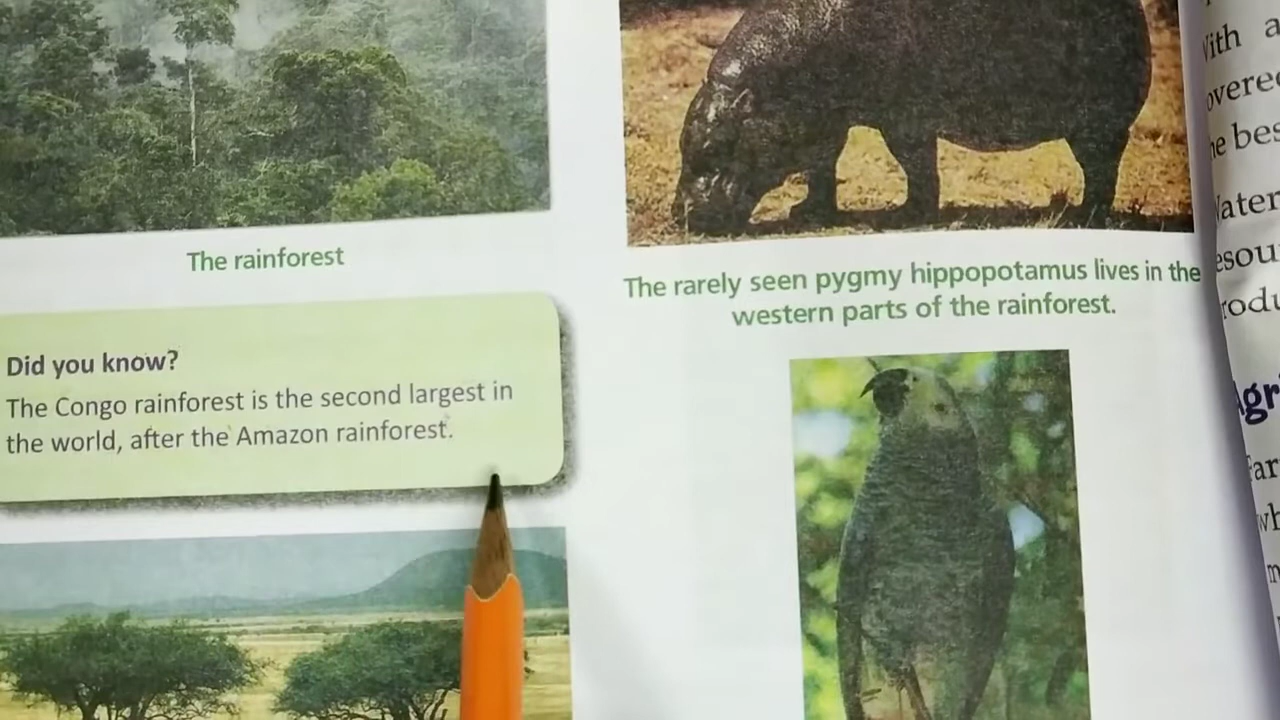 The rainforest
Did you know?
The Congo rainforest is the second largest in
the world, after the Amazon rainforest.
The rarely seen pygmy hippopotamus lives in the
western parts of the rainforest.
a